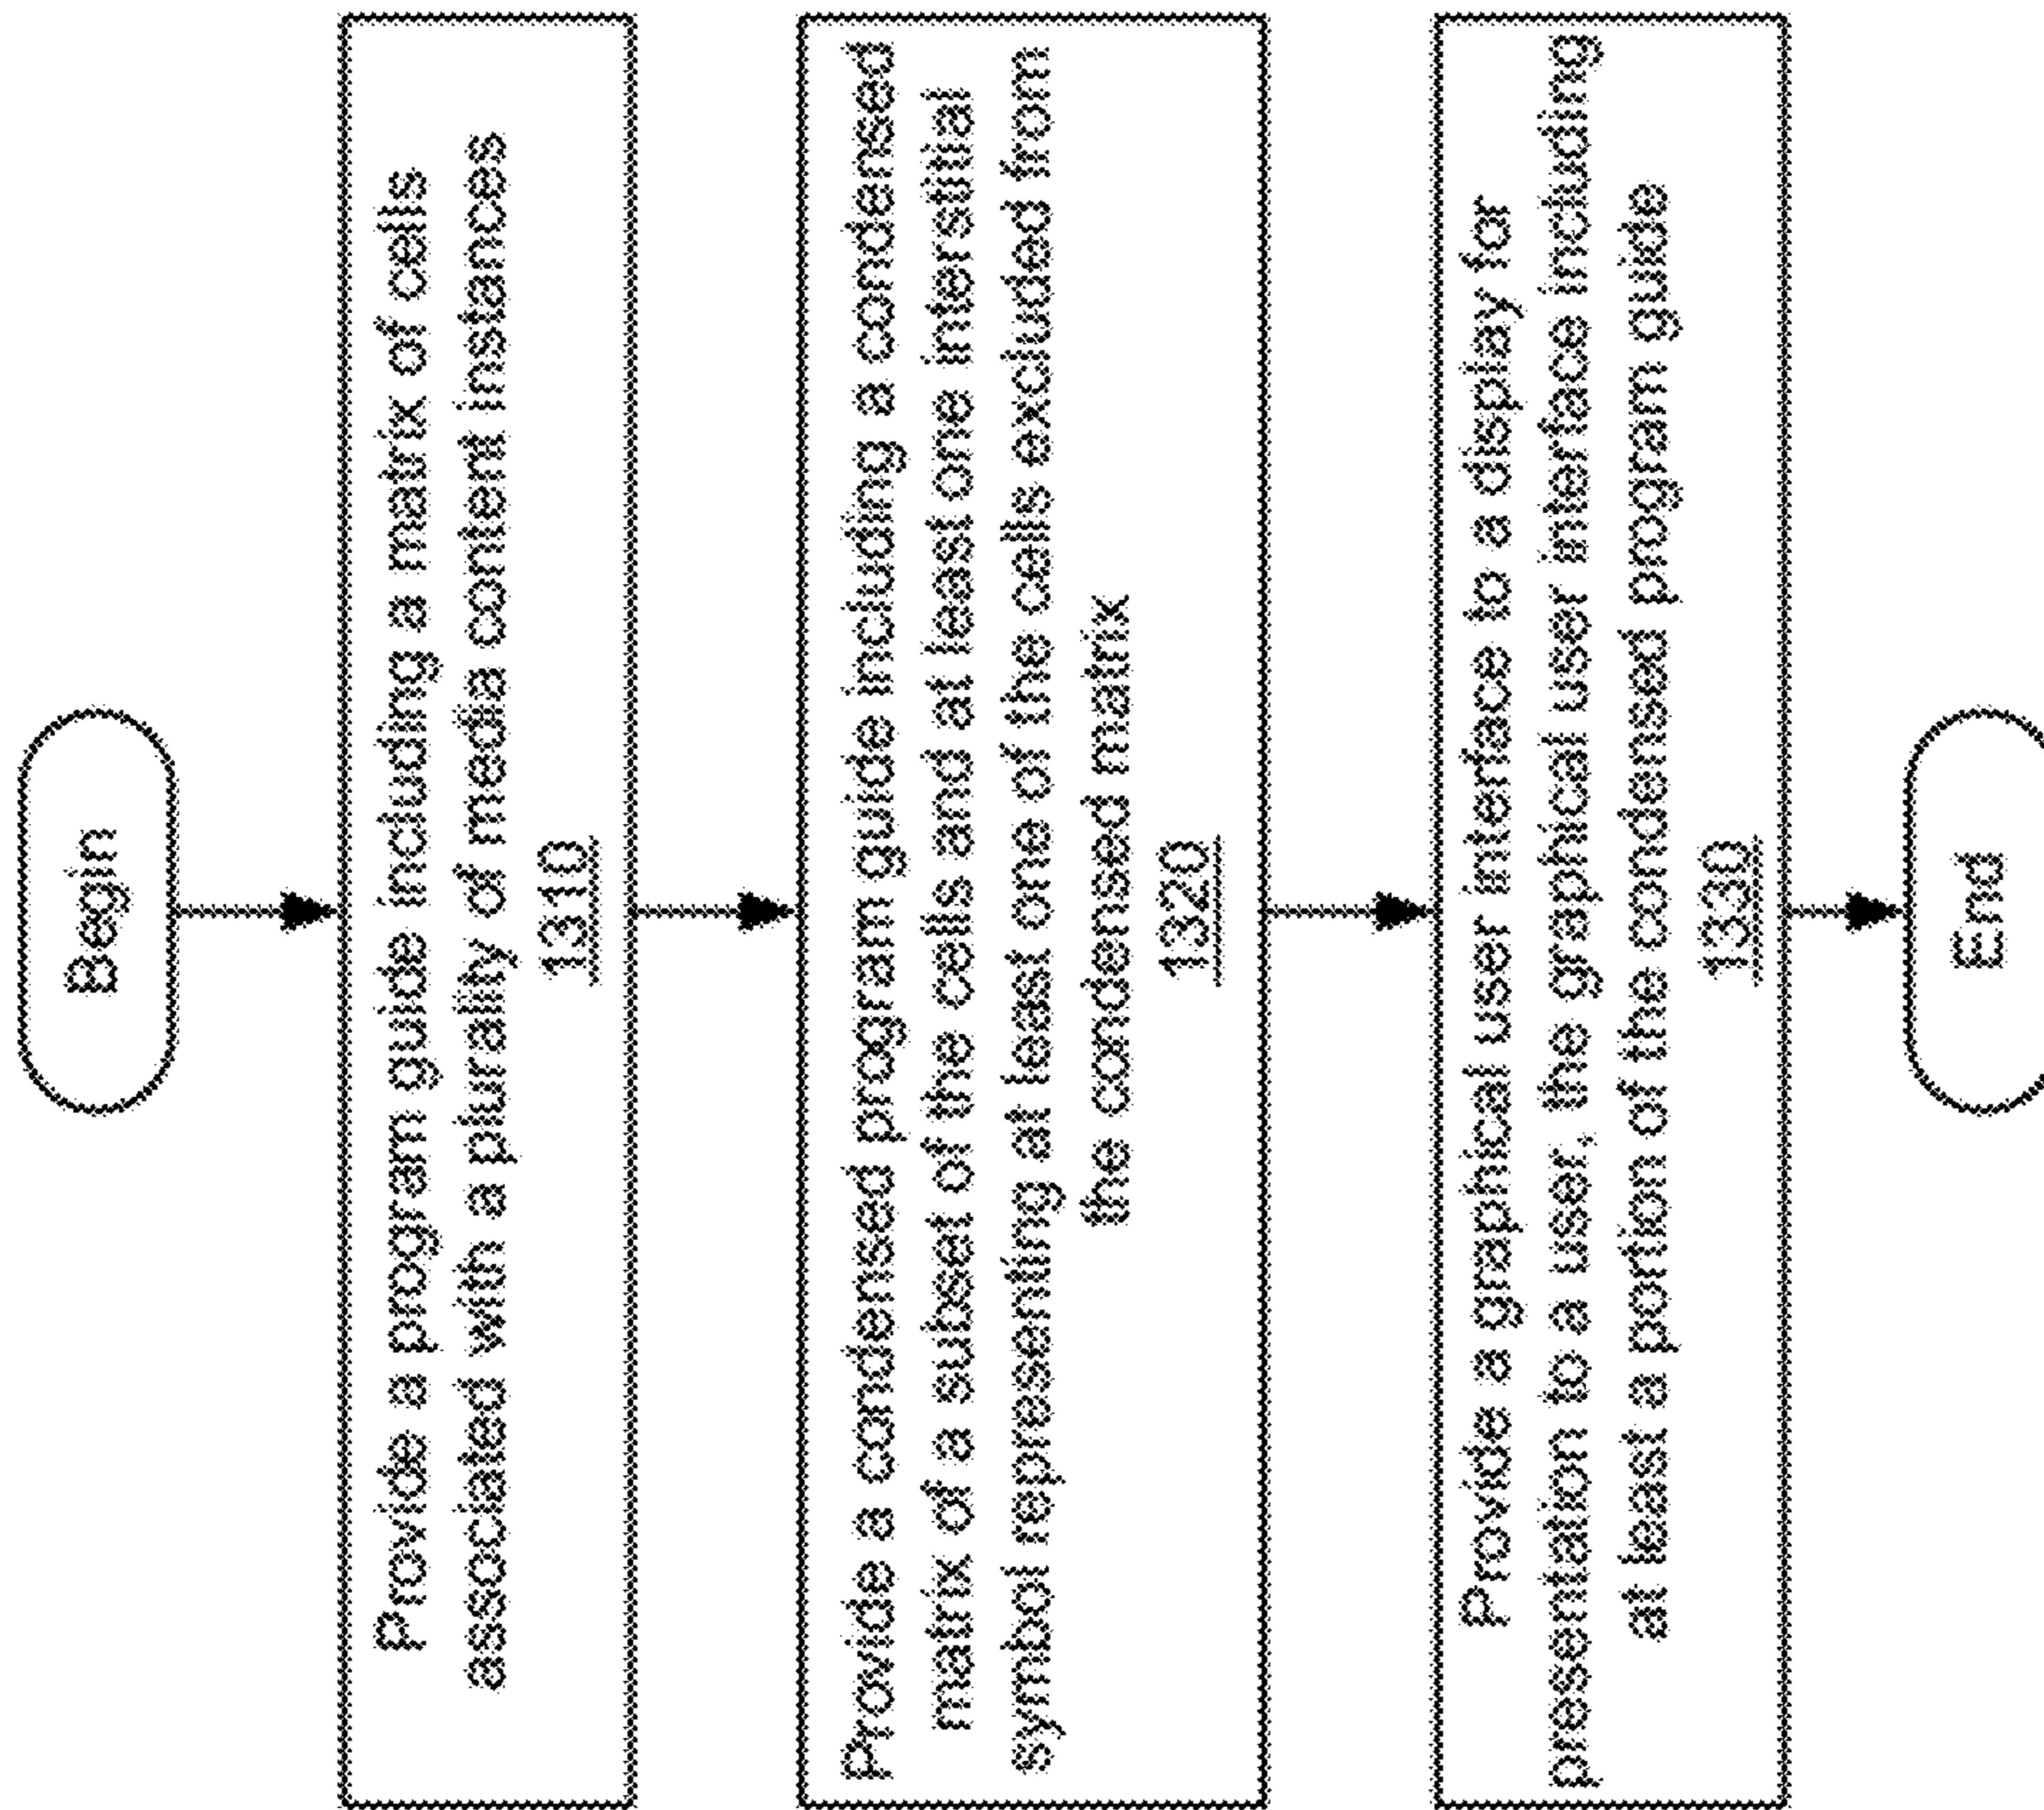 Begin
Provide a program guide including a matrix of cells
associated with a plurality of media content instances
1310
Provide a condensed program guide including a condensed
matrix of a subset of the cells and at least one interstitial
symbol representing at least one of the cells excluded from
the condensed matrix
1320
Provide a graphical user interface to a display for
presentation to a user, the graphical user interface including
at least a portion of the condensed program guide
1330
End